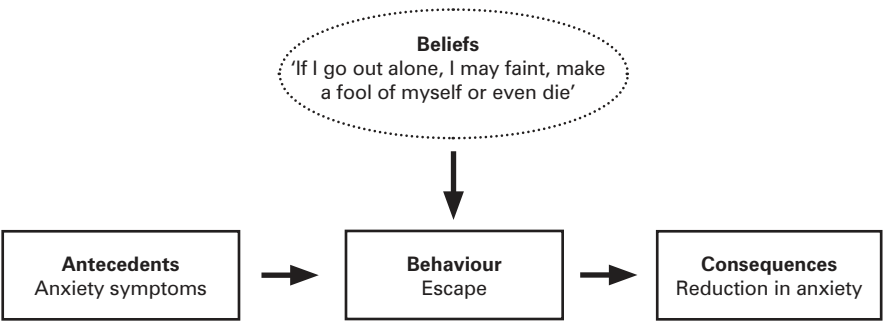 Beliefs
'If I go out alone, I may faint, make
a fool of myself or even die'
Antecedents
Anxiety symptoms
Behaviour
Escape
Consequences
Reduction in anxiety